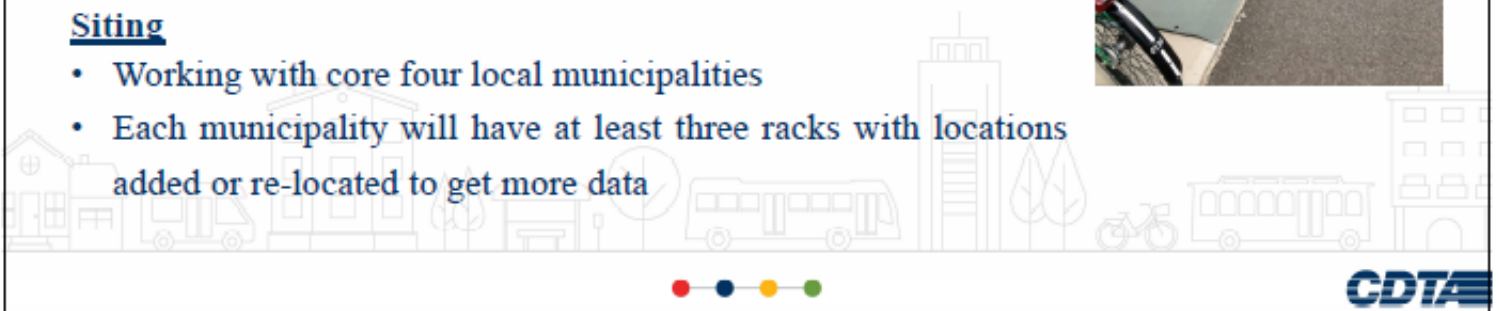 Siting
• Working with core four local municipalities
• Each municipality will have at least three racks with locations
added or re-located to get more data
CDTA